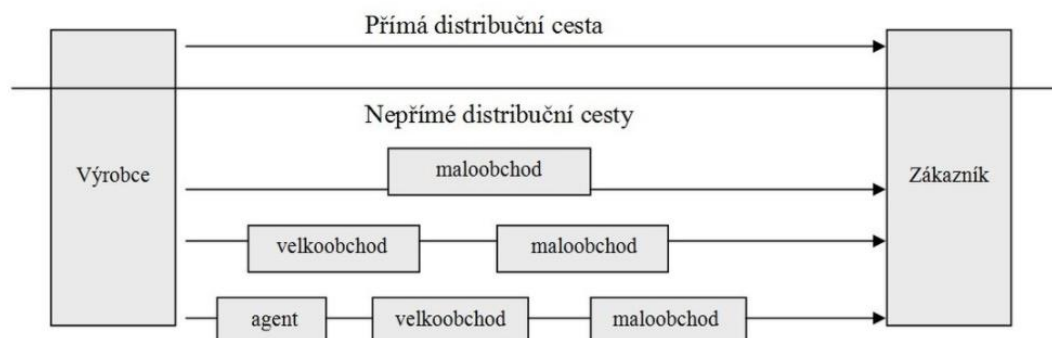 Přímá distribuční cesta
Nepřímé distribuční cesty
Výrobce
maloobchod
Zákazník
velkoobchod maloobchod
agent velkoobchod maloobchod